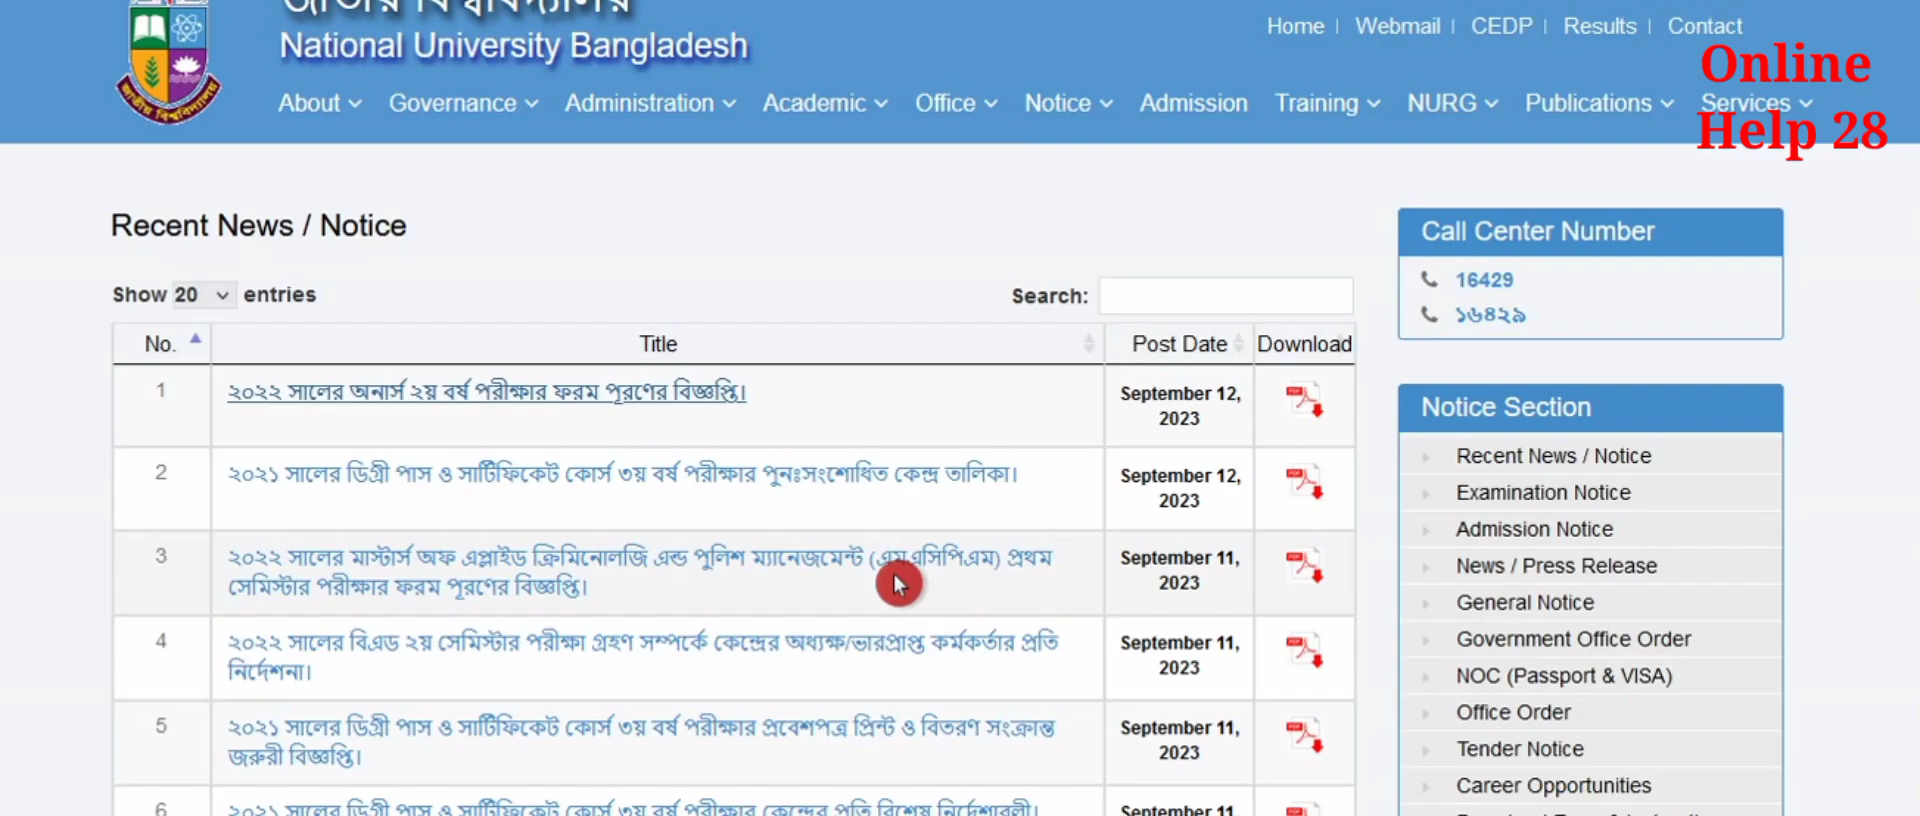 জাতীয় বিশ্ববিদ্যালয়
National University Bangladesh
Home | Webmail | CEDP | Results | Contact
Online
Help 28
About Governance Administration Academic Office Notice Admission Training NURG Publications Services
জাতীয় বিশ্ববিদ্যালয়
Recent News / Notice
Show 20 entries
Search:
No. Title Post Date Download
1 ২০২২ সালের অনার্স ২য় বর্ষ পরীক্ষার ফরম পূরণের বিজ্ঞপ্তি। September 12,
2023
2 ২০২১ সালের ডিগ্রী পাস ও সার্টিফিকেট কোর্স ৩য় বর্ষ পরীক্ষার পুনঃসংশোধিত কেন্দ্র তালিকা। September 12,
2023
3 ২০২২ সালের মাস্টার্স অফ এপ্লাইড ক্রিমিনোলজি এন্ড পুলিশ ম্যানেজমেন্ট (এমএসিপিএম) প্রথম September 11,
সেমিস্টার পরীক্ষার ফরম পূরণের বিজ্ঞপ্তি। 2023
4 ২০২২ সালের বিএড ২য় সেমিস্টার পরীক্ষা গ্রহণ সম্পর্কে কেন্দ্রের অধ্যক্ষ/ভারপ্রাপ্ত কর্মকর্তার প্রতি September 11,
নির্দেশনা। 2023
5 ২০২১ সালের ডিগ্রী পাস ও সার্টিফিকেট কোর্স ৩য় বর্ষ পরীক্ষার প্রবেশপত্র প্রিন্ট ও বিতরণ সংক্রান্ত September 11,
জরুরী বিজ্ঞপ্তি। 2023
6 ২০২১ সালের ডিগ্রী পাস ও সার্টিফিকেট কোর্স ৩য় বর্ষ পরীক্ষার কেন্দ্রের প্রতি বিশেষ নির্দেশাবলী। September 11,
Call Center Number
16429
১৬৪২৯
Notice Section
Recent News / Notice
Examination Notice
Admission Notice
News / Press Release
General Notice
Government Office Order
NOC (Passport & VISA)
Office Order
Tender Notice
Career Opportunities